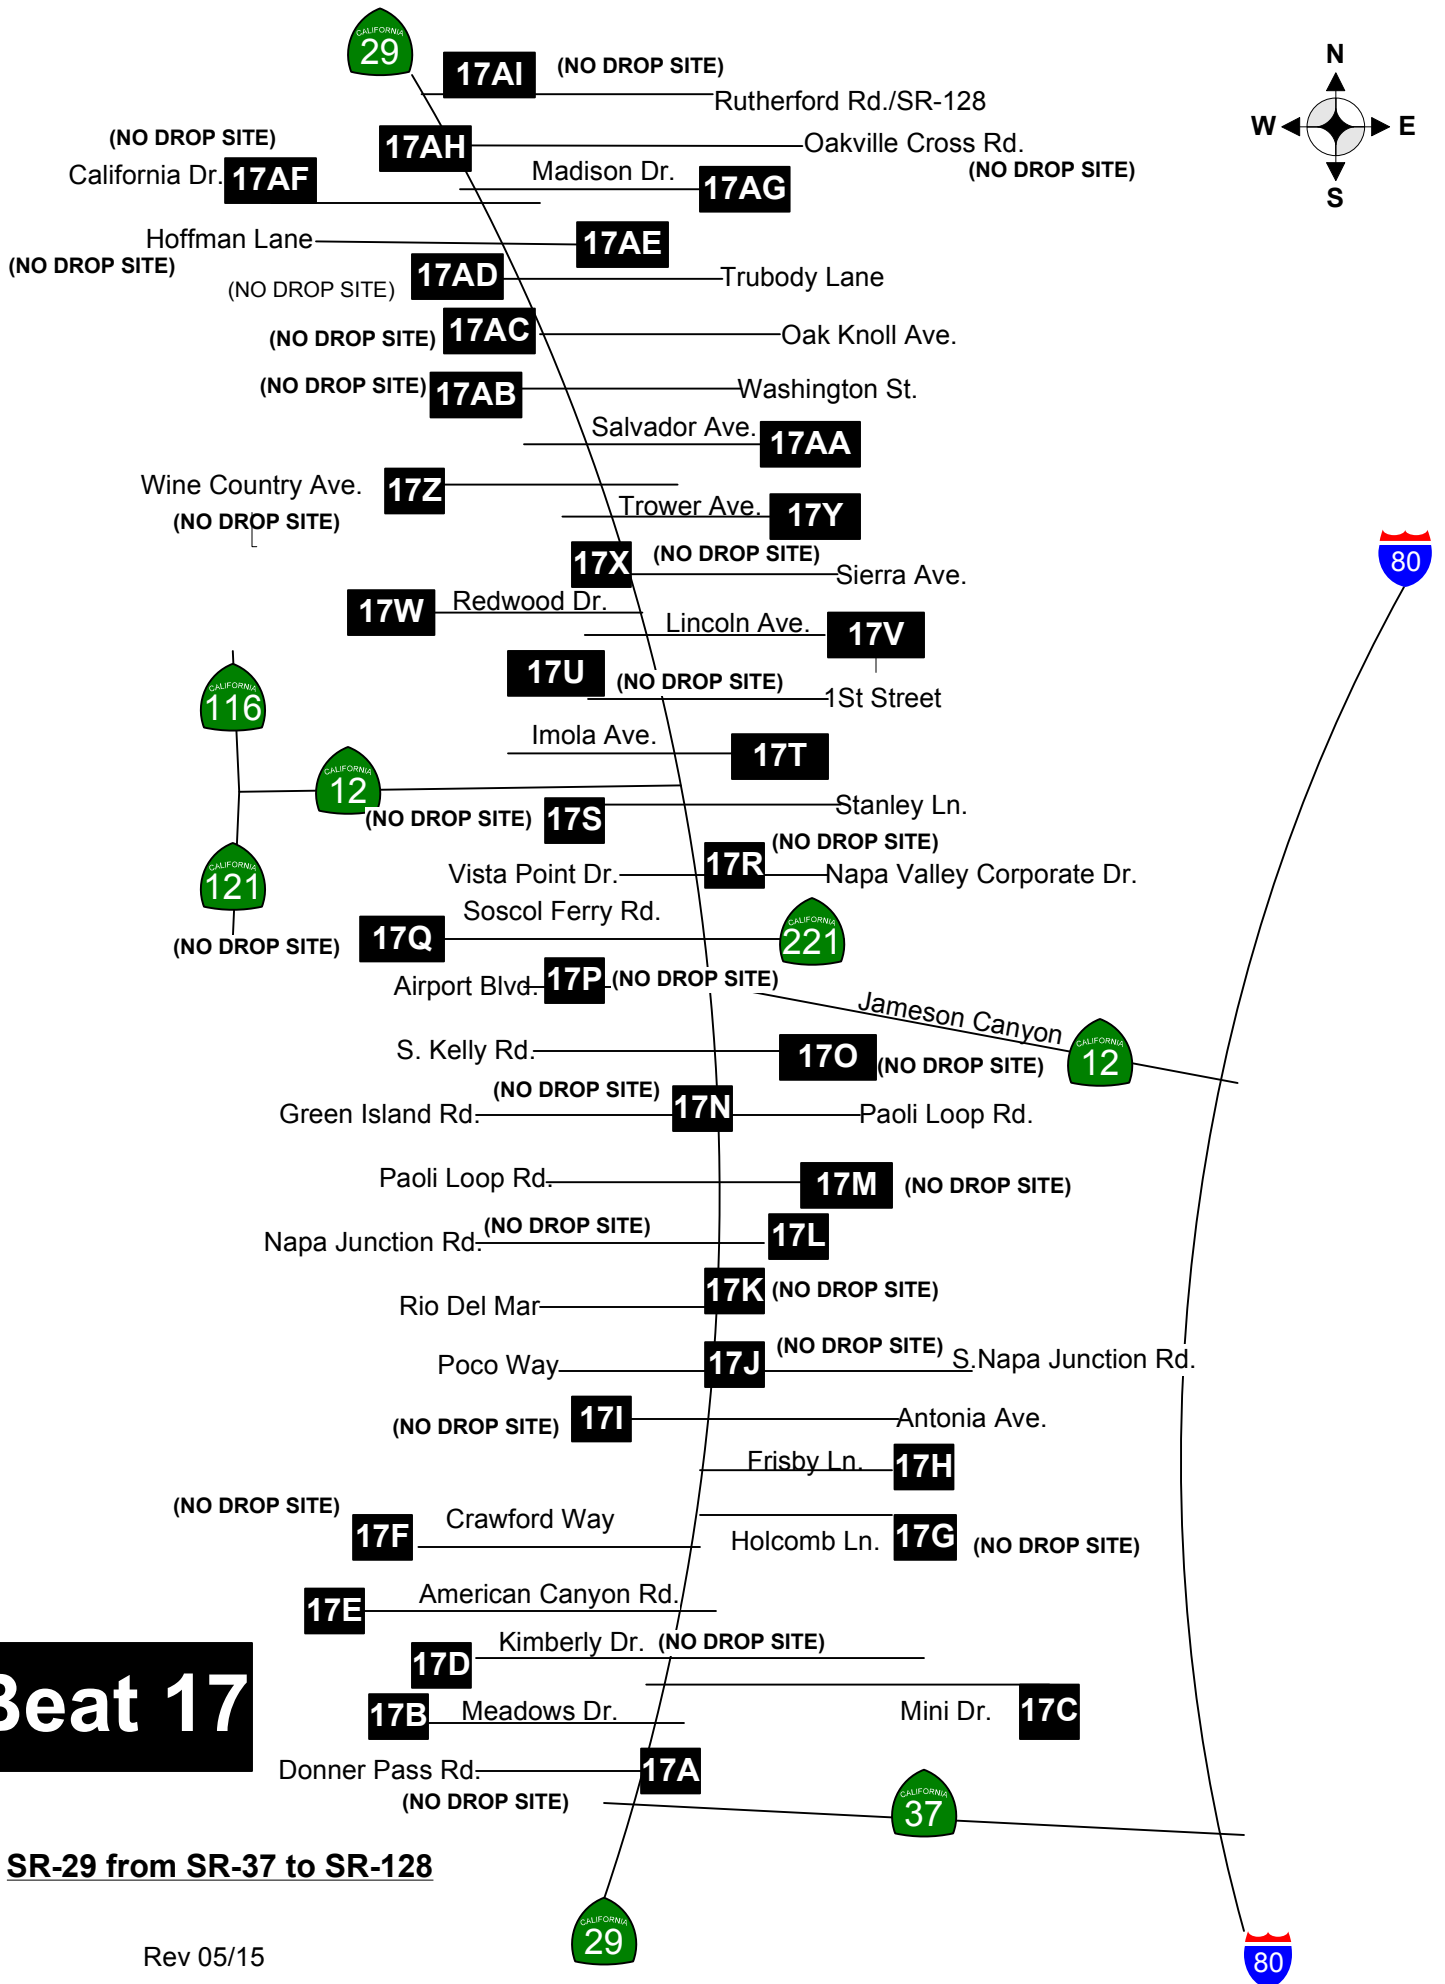 CALIFORNIA
29
17AI (NO DROP SITE)
Rutherford Rd./SR-128
N
W E
S
(NO DROP SITE)
17AH Oakville Cross Rd.
(NO DROP SITE)
California Dr. 17AF
Madison Dr. 17AG
Hoffman Lane 17AE
(NO DROP SITE)
(NO DROP SITE) 17AD Trubody Lane
(NO DROP SITE) 17AC Oak Knoll Ave.
(NO DROP SITE) 17AB Washington St.
Salvador Ave. 17AA
Wine Country Ave. 17Z
(NO DROP SITE)
Trower Ave. 17Y
17X (NO DROP SITE) Sierra Ave.
80
17W Redwood Dr.
Lincoln Ave. 17V
17U (NO DROP SITE) 1St Street
CALIFORNIA
116
Imola Ave. 17T
CALIFORNIA
12
(NO DROP SITE) 17S Stanley Ln.
(NO DROP SITE)
CALIFORNIA
121
Vista Point Dr. 17R Napa Valley Corporate Dr.
Soscol Ferry Rd.
(NO DROP SITE) 17Q
CALIFORNIA
221
Airport Blvd. 17P (NO DROP SITE)
Jameson Canyon
CALIFORNIA
12
S. Kelly Rd. 17O (NO DROP SITE)
(NO DROP SITE)
Green Island Rd. 17N Paoli Loop Rd.
Paoli Loop Rd. 17M (NO DROP SITE)
Napa Junction Rd. (NO DROP SITE) 17L
Rio Del Mar 17K (NO DROP SITE)
Poco Way 17J (NO DROP SITE) S.Napa Junction Rd.
(NO DROP SITE) 17I Antonia Ave.
Frisby Ln. 17H
(NO DROP SITE)
17F Crawford Way
Holcomb Ln. 17G (NO DROP SITE)
17E American Canyon Rd.
17D Kimberly Dr. (NO DROP SITE)
Beat 17
17B Meadows Dr.
Mini Dr. 17C
Donner Pass Rd. 17A
(NO DROP SITE)
CALIFORNIA
37
SR-29 from SR-37 to SR-128
CALIFORNIA
29
Rev 05/15
80